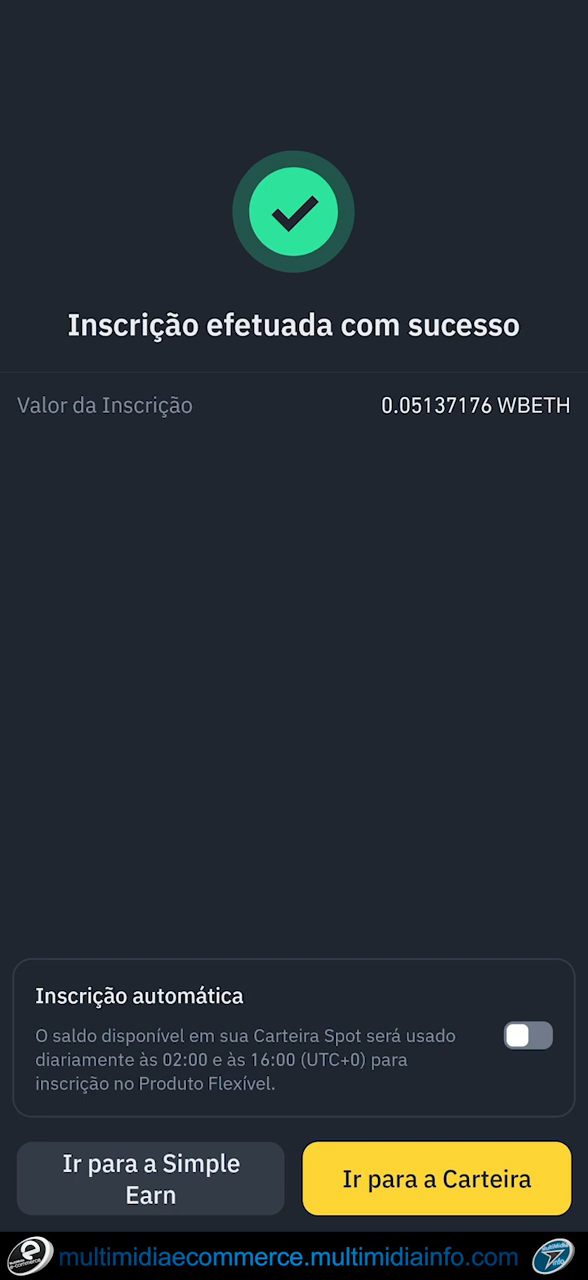 Inscrição efetuada com sucesso
Valor da Inscrição 0.05137176 WBETH
Inscrição automática
O saldo disponível em sua Carteira Spot será usado
diariamente às 02:00 e às 16:00 (UTC+0) para
inscrição no Produto Flexível.
Ir para a Simple
Earn
Ir para a Carteira
multimidiaecommerce.multimidiainfo.com